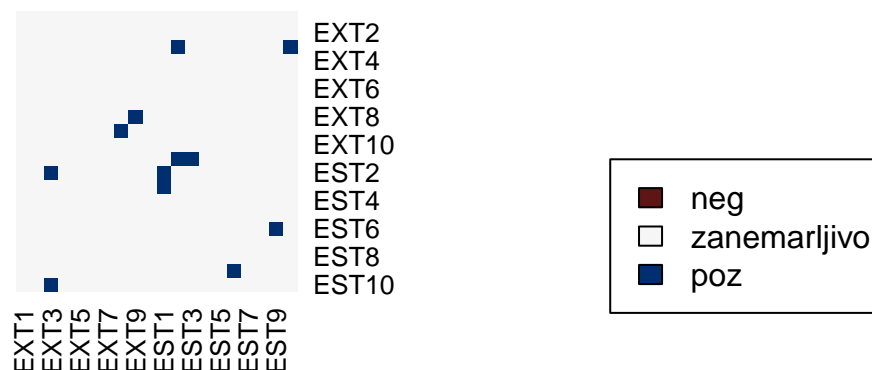 EXT2
EXT4
EXT6
EXT8
EXT10
EST2
EST4
EST6
EST8
EST10
EXT1
EXT3
EXT5
EXT7
EXT9
EST1
EST3
EST5
EST7
EST9
neg
zanemarljivo
poz